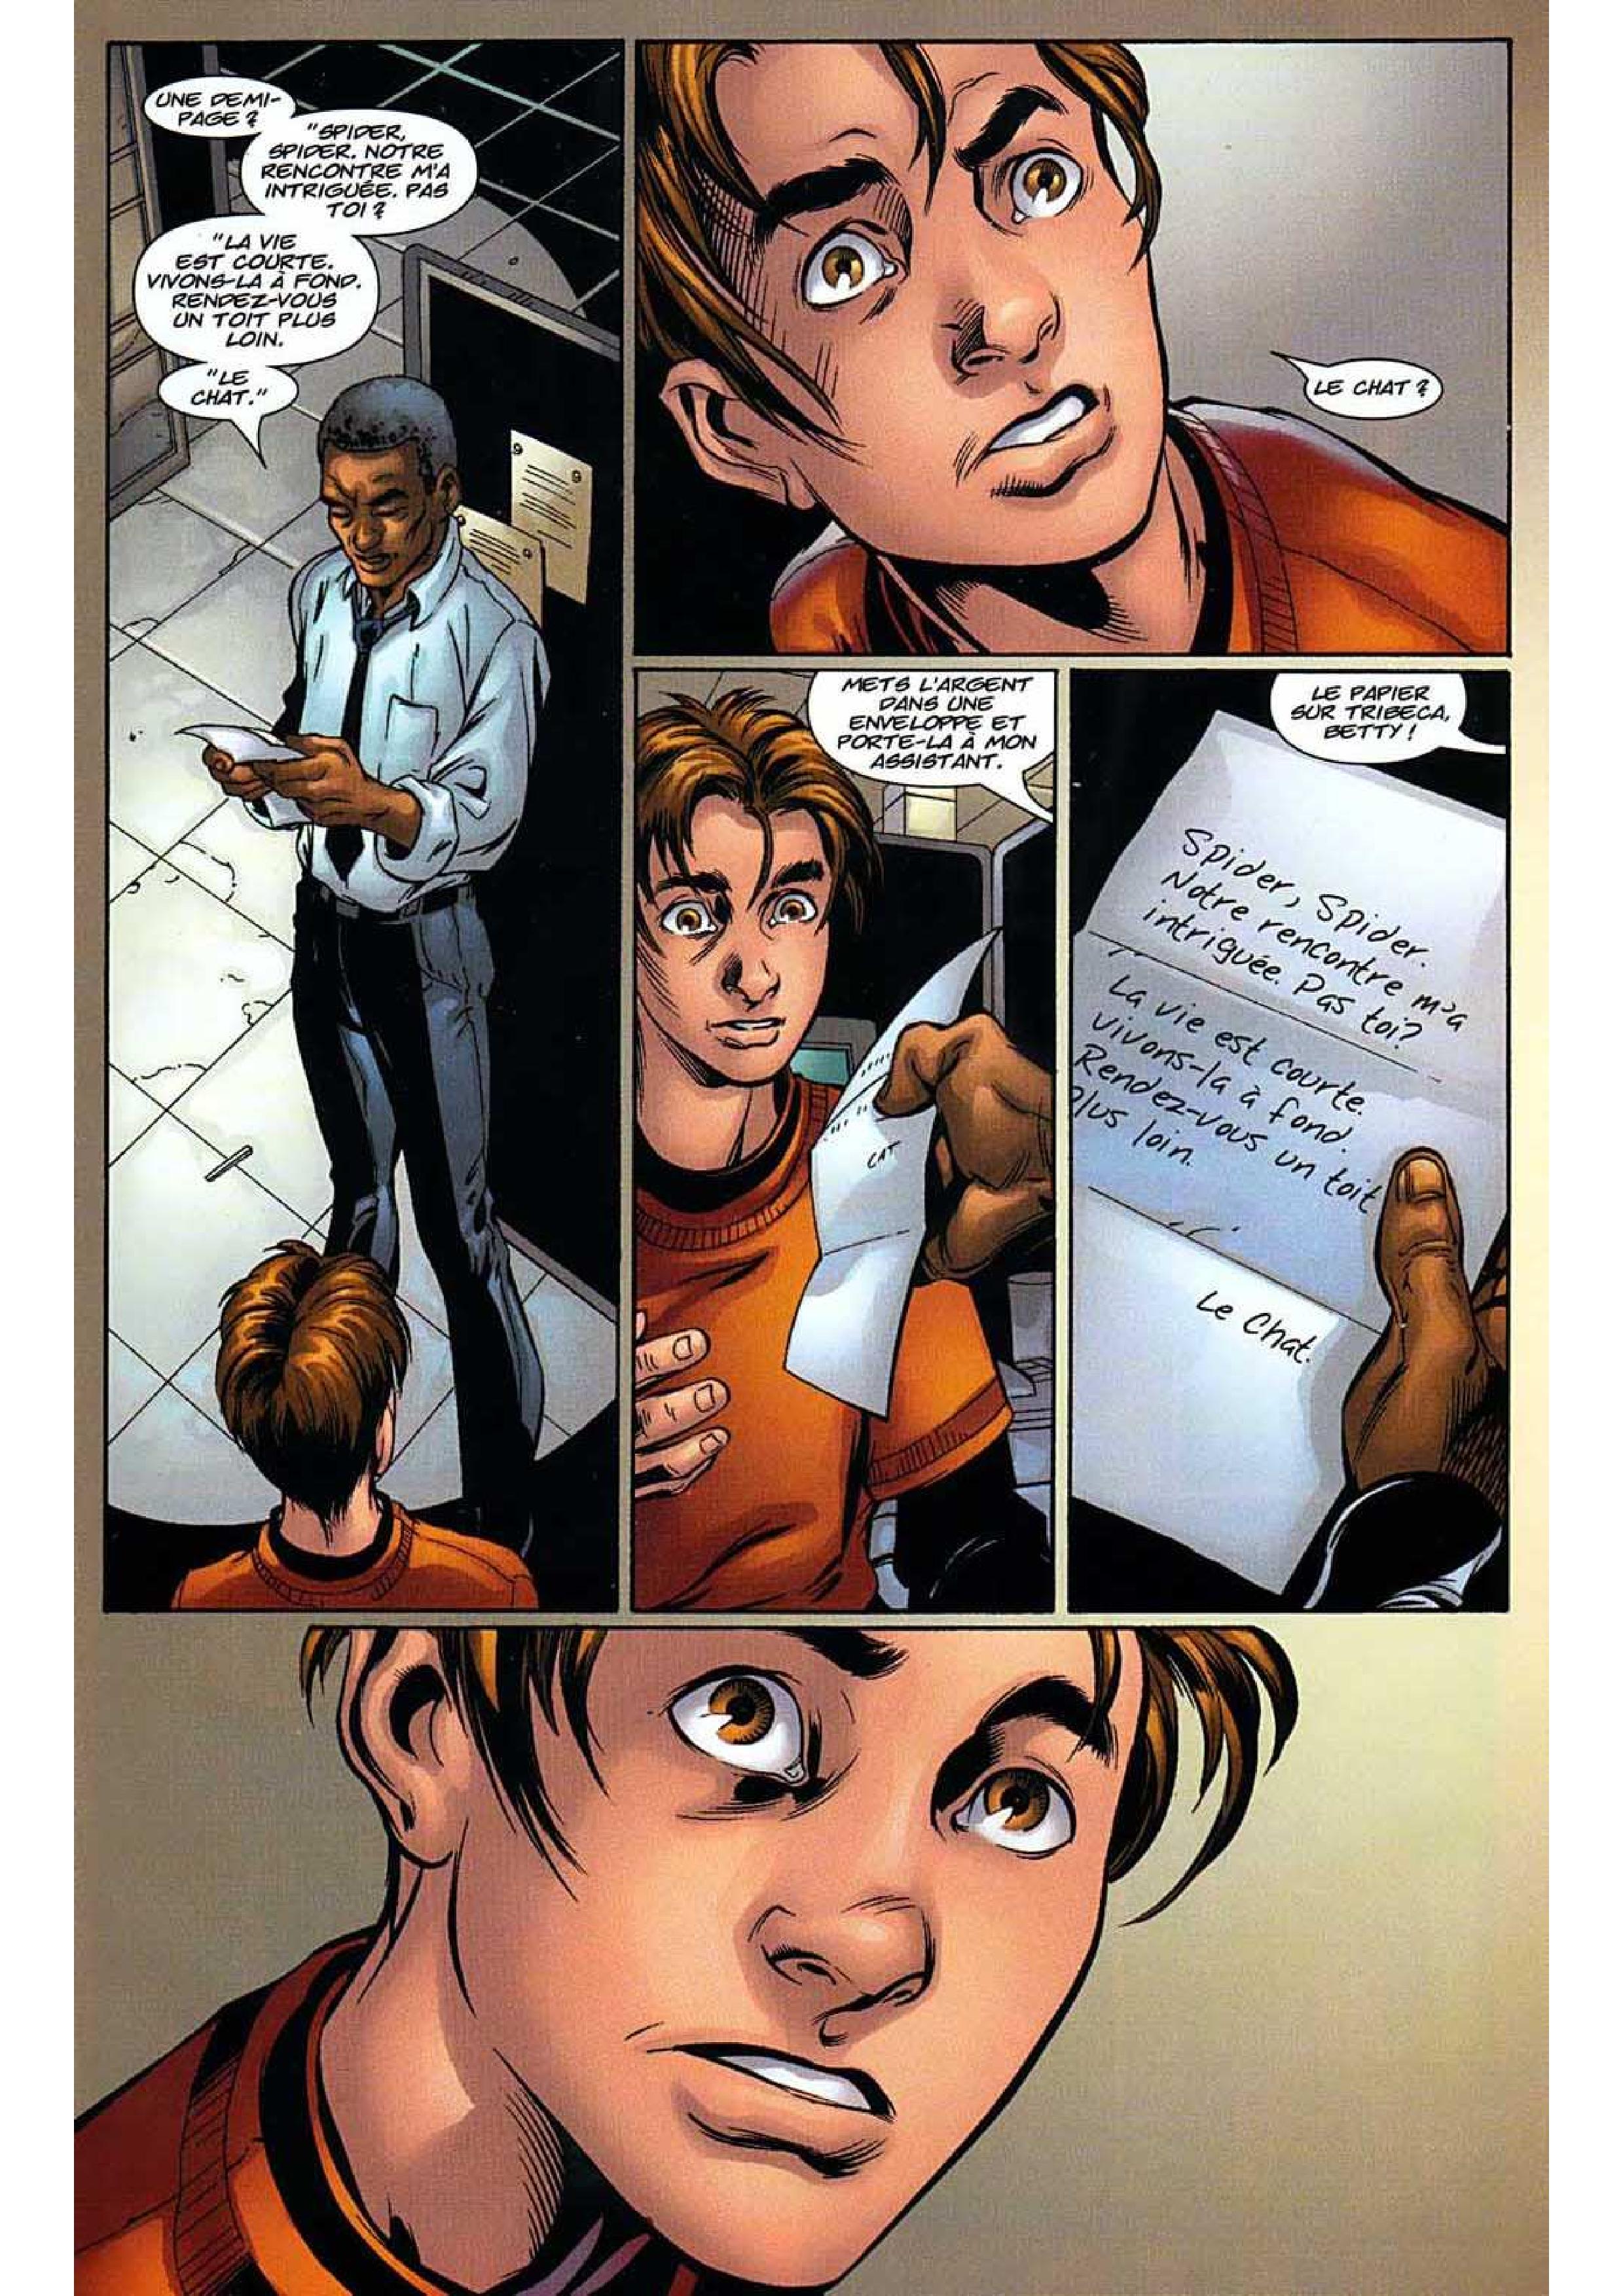 UNE DEMI-
PAGE ?
"SPIDER,
SPIDER. NOTRE
RENCONTRE M'A
INTRIGUÉE. PAS
TOI ?
"LA VIE
EST COURTE.
VIVONS-LA À FOND.
RENDEZ-VOUS
UN TOIT PLUS
LOIN.
"LE
CHAT."
LE CHAT ?
METS L'ARGENT
DANS UNE
ENVELOPPE ET
PORTE-LA À MON
ASSISTANT.
CAT
LE PAPIER
SUR TRIBECA,
BETTY !
Spider, Spider.
Notre rencontre m'a
intriguée. Pas toi?
La vie est courte.
vivons-la à fond.
Rendez-vous un toit
plus loin.
Le Chat.